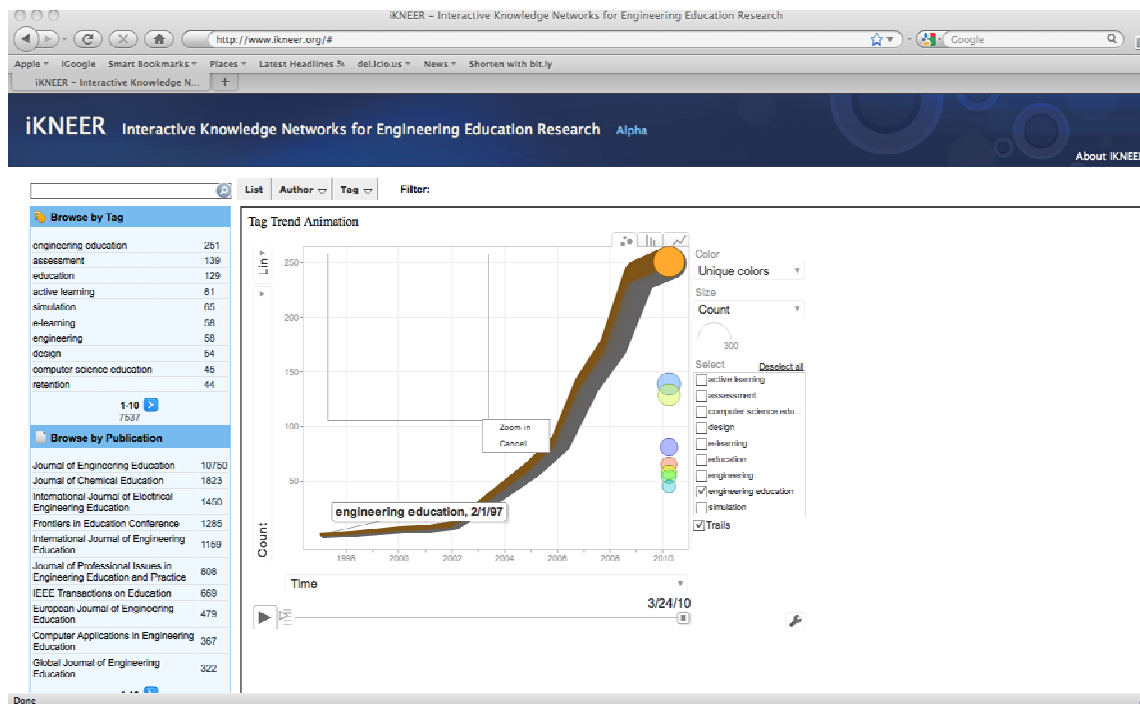 iKNEER – Interactive Knowledge Networks for Engineering Education Research
http://www.ikneer.org/#
Google
Apple iGoogle Smart Bookmarks Places Latest Headlines del.icio.us News Shorten with bit.ly
iKNEER – Interactive Knowledge N... +
iKNEER Interactive Knowledge Networks for Engineering Education Research Alpha
About iKNEER
List Author Tag Filter:
Browse by Tag
engineering education 261
assessment 139
education 129
active learning 81
simulation 65
e-learning 58
engineering 58
design 54
computer science education 45
retention 44
1-10
7537
Browse by Publication
Journal of Engineering Education 10750
Journal of Chemical Education 1823
International Journal of Electrical
Engineering Education 1450
Frontiers in Education Conference 1285
International Journal of Engineering
Education 1159
Journal of Professional Issues in
Engineering Education and Practice 808
IEEE Transactions on Education 669
European Journal of Engineering
Education 479
Computer Applications in Engineering
Education 367
Global Journal of Engineering
Education 322
Tag Trend Animation
Lin
250
200
150
100
50
Count
Zoom in
Cancel
engineering education, 2/1/97
1998 2000 2002 2004 2006 2008 2010
Time
3/24/10
Color
Unique colors
Size
Count
300
Select Deselect all
active learning
assessment
computer science edu...
design
e-learning
education
engineering
engineering education
simulation
Trails
Done